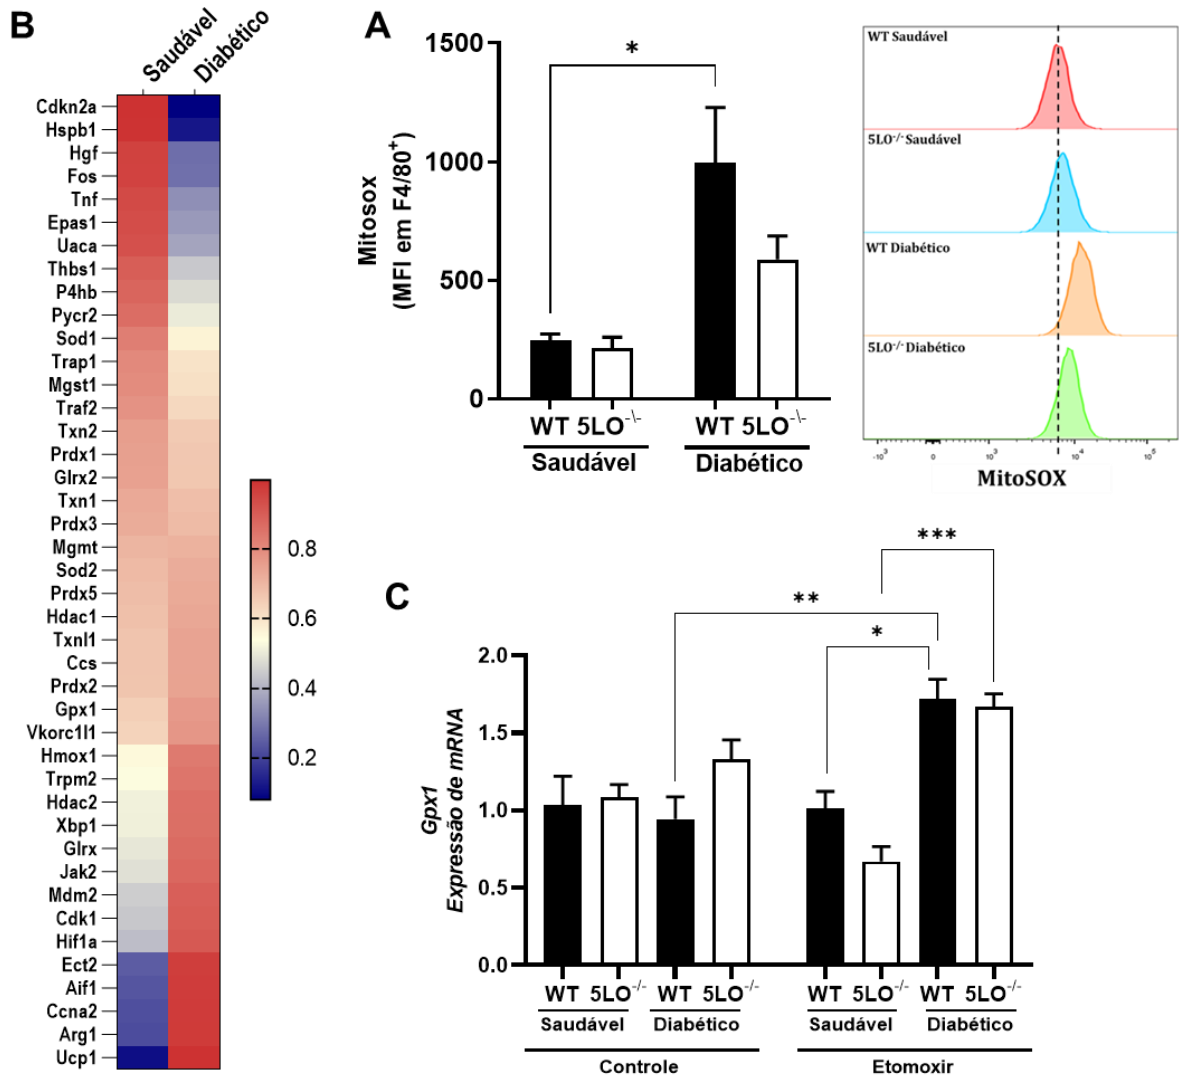 B
Saudável
Diabético
Cdkn2a
Hspb1
Hgf
Fos
Tnf
Epas1
Uaca
Thbs1
P4hb
Pycr2
Sod1
Trap1
Mgst1
Traf2
Txn2
Prdx1
Glrx2
Txn1
Prdx3
Mgmt
Sod2
Prdx5
Hdac1
Txnl1
Ccs
Prdx2
Gpx1
Vkorc1l1
Hmox1
Trpm2
Hdac2
Xbp1
Glrx
Jak2
Mdm2
Cdk1
Hif1a
Ect2
Aif1
Ccna2
Arg1
Ucp1
0.8
0.6
0.4
0.2
A
Mitosox
(MFI em F4/80⁺)
1500
1000
500
0
*
WT 5LO⁻/⁻ WT 5LO⁻/⁻
Saudável Diabético
WT Saudável
5LO⁻/⁻ Saudável
WT Diabético
5LO⁻/⁻ Diabético
-10³ 0 10³ 10⁴ 10⁵
MitoSOX
C
Gpx1
Expressão de mRNA
2.0
1.5
1.0
0.5
0.0
***
**
*
WT 5LO⁻/⁻ WT 5LO⁻/⁻ WT 5LO⁻/⁻ WT 5LO⁻/⁻
Saudável Diabético Saudável Diabético
Controle Etomoxir